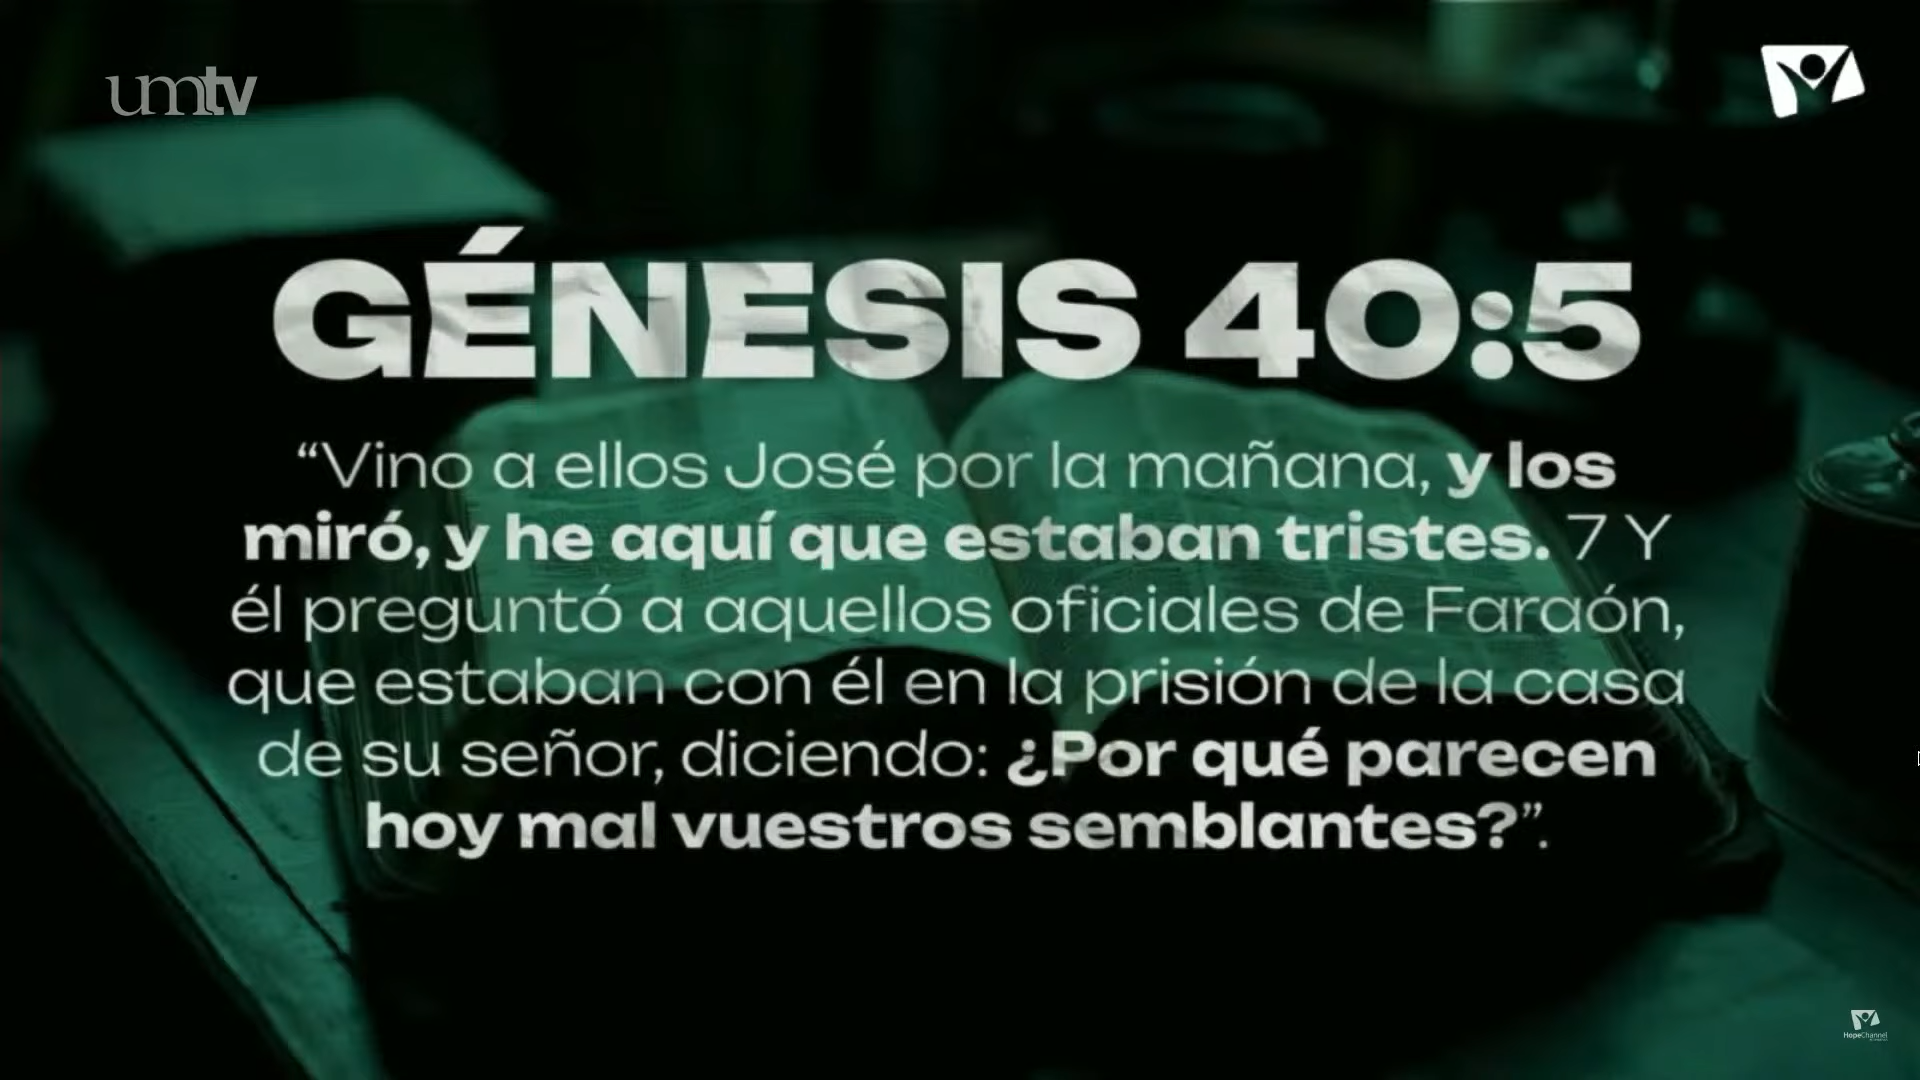 umtv
GÉNESIS 40:5
“Vino a ellos José por la mañana, y los
miró, y he aquí que estaban tristes. 7 Y
él preguntó a aquellos oficiales de Faraón,
que estaban con él en la prisión de la casa
de su señor, diciendo: ¿Por qué parecen
hoy mal vuestros semblantes?”.
HopeChannel